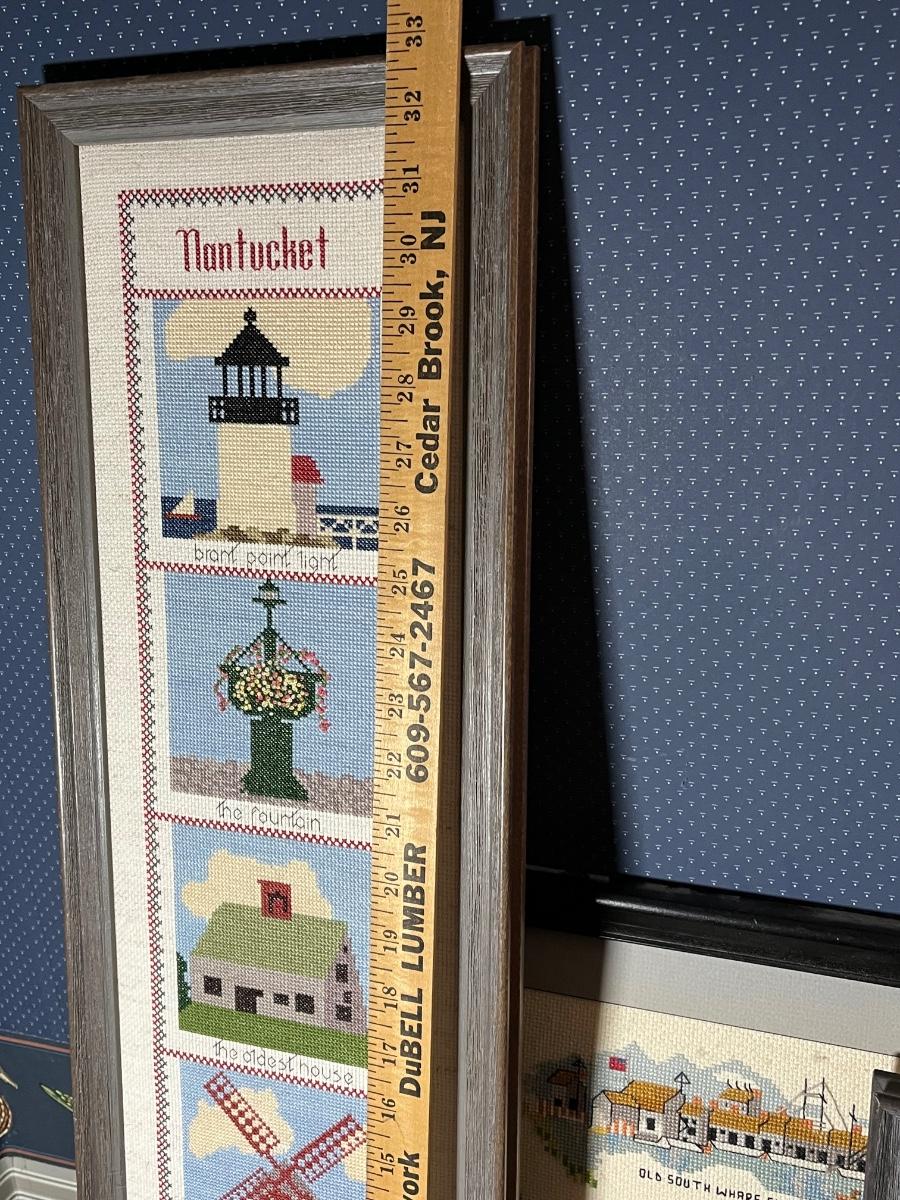 Nantucket
brant point light
the fountain
the oldest house
33
32
31
30
29
28
27
26
25
24
23
22
21
20
19
18
17
16
15
Cedar Brook, NJ
609-567-2467
DuBELL LUMBER
OLD SOUTH WHARF